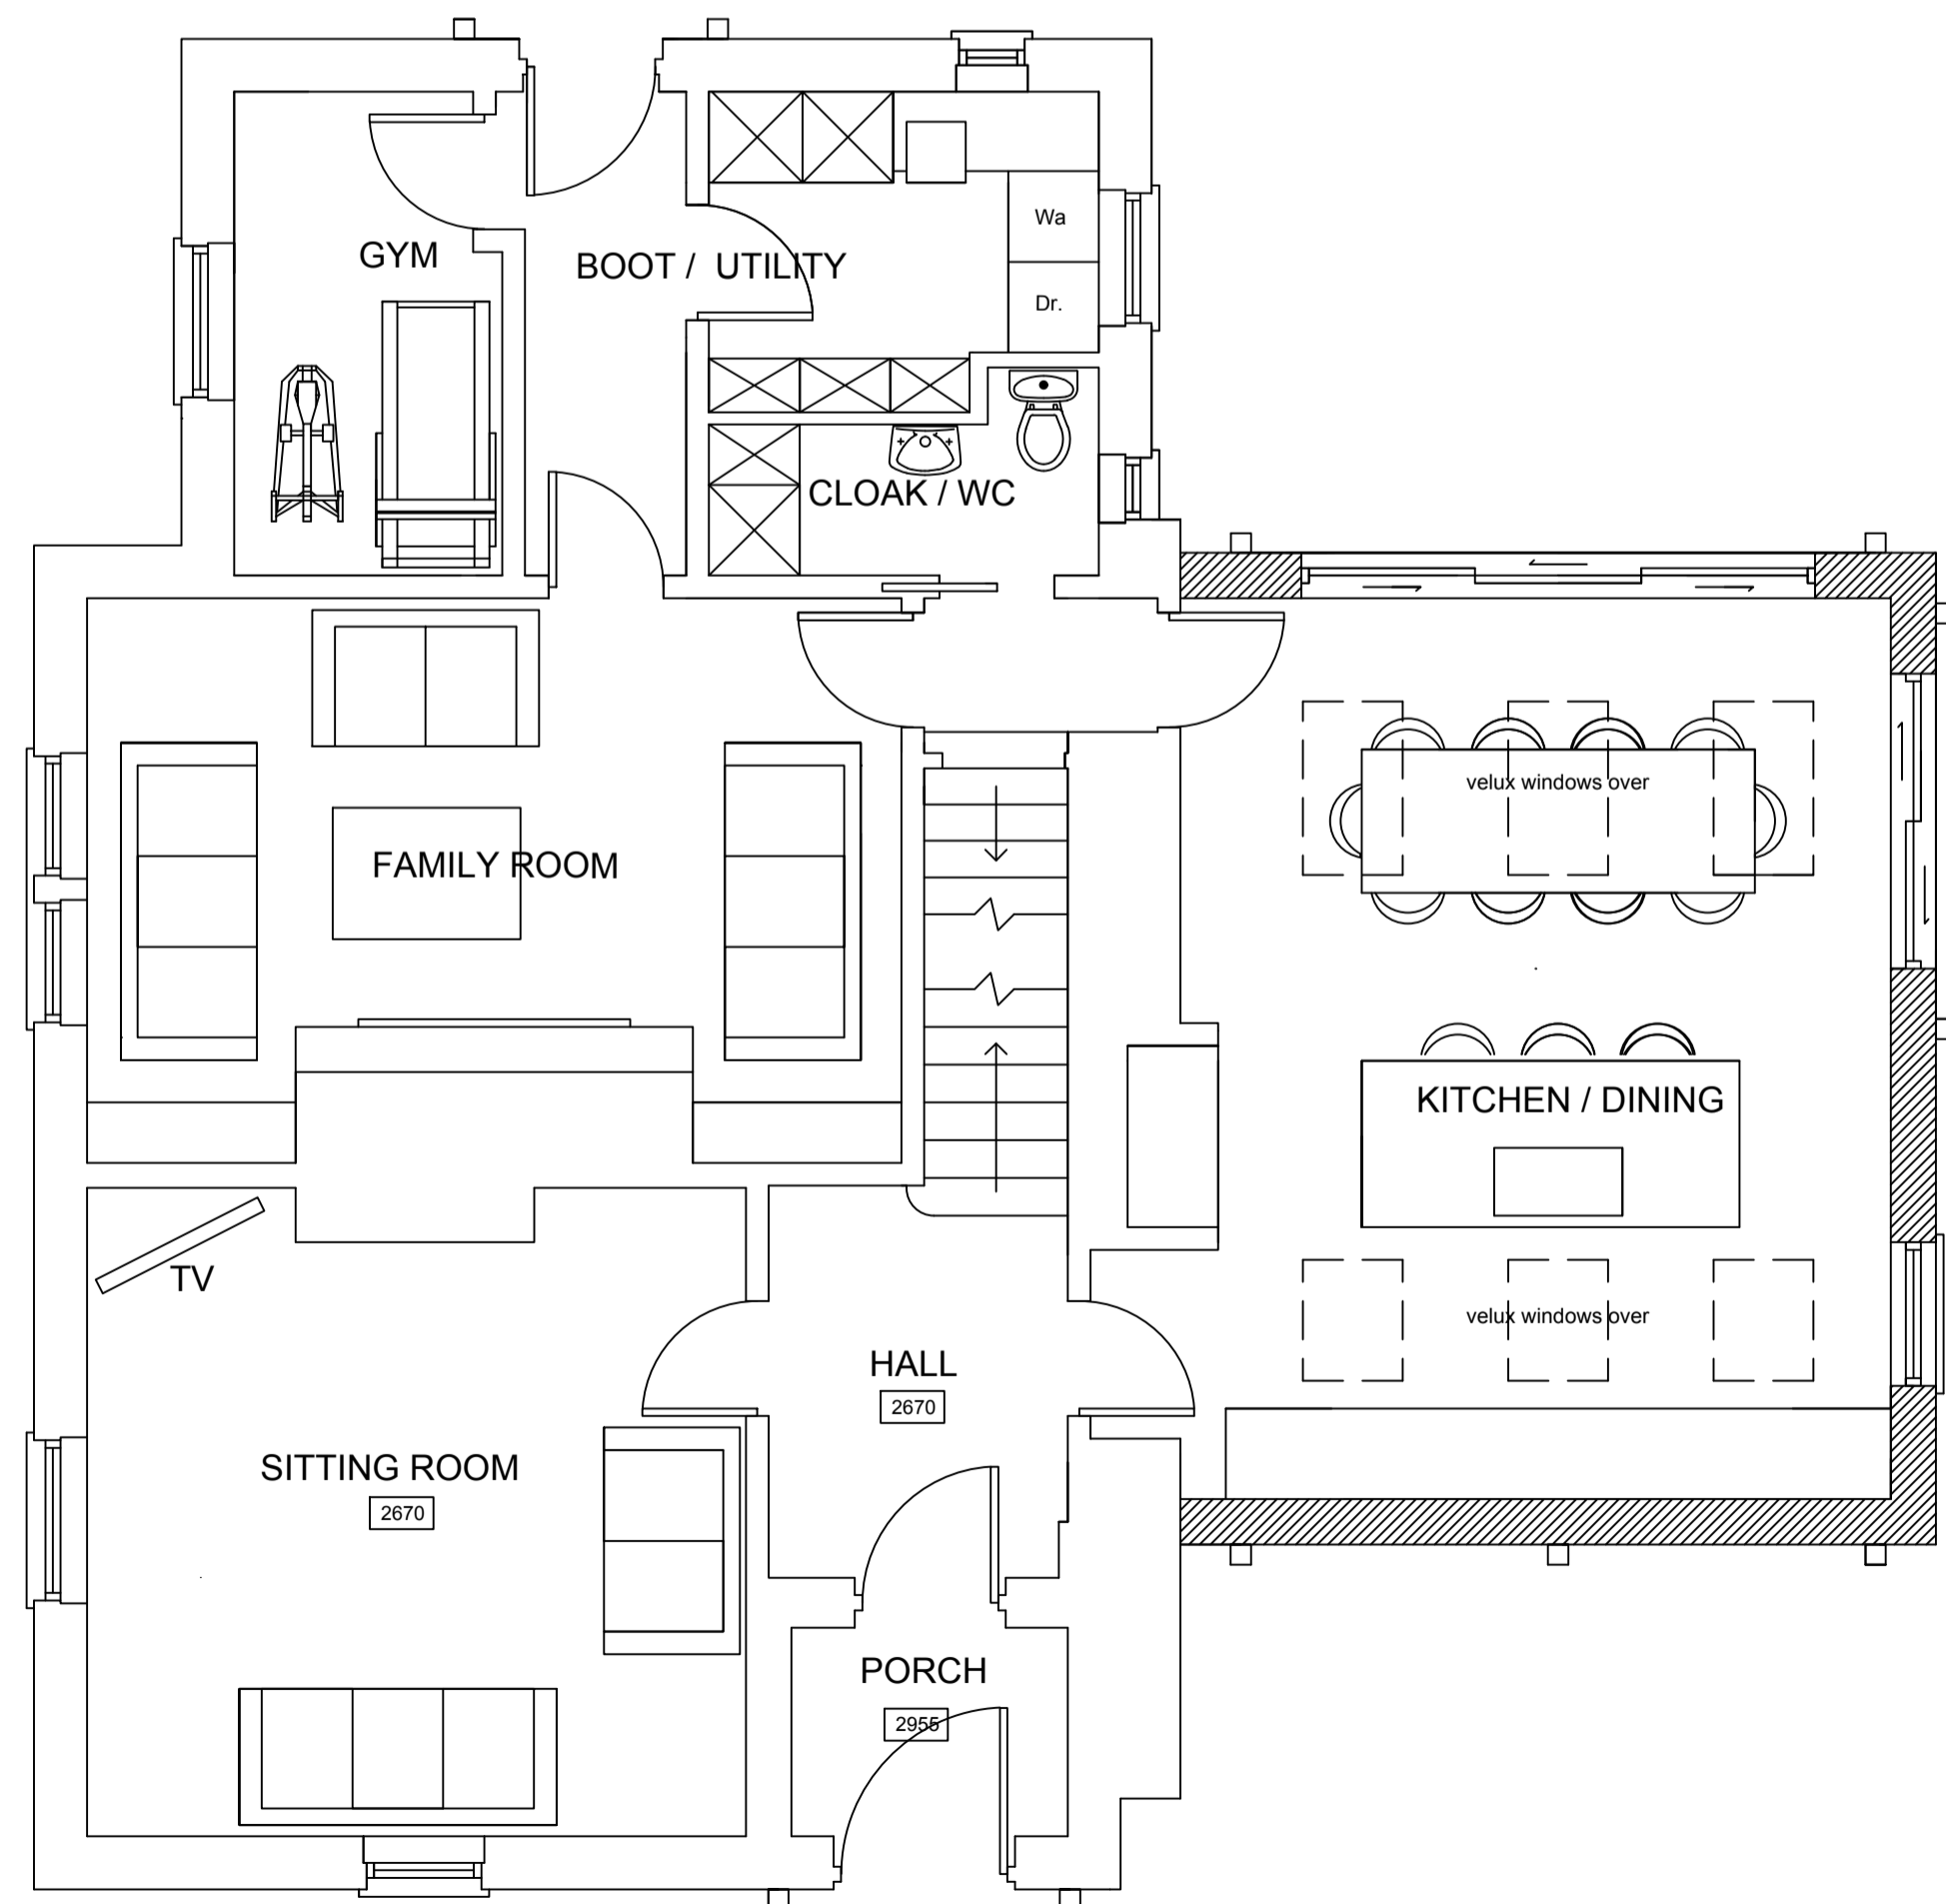 Wa
GYM
BOOT / UTILITY
Dr.
CLOAK / WC
velux windows over
FAMILY ROOM
KITCHEN / DINING
TV
velux windows over
HALL
2670
SITTING ROOM
2670
PORCH
2955